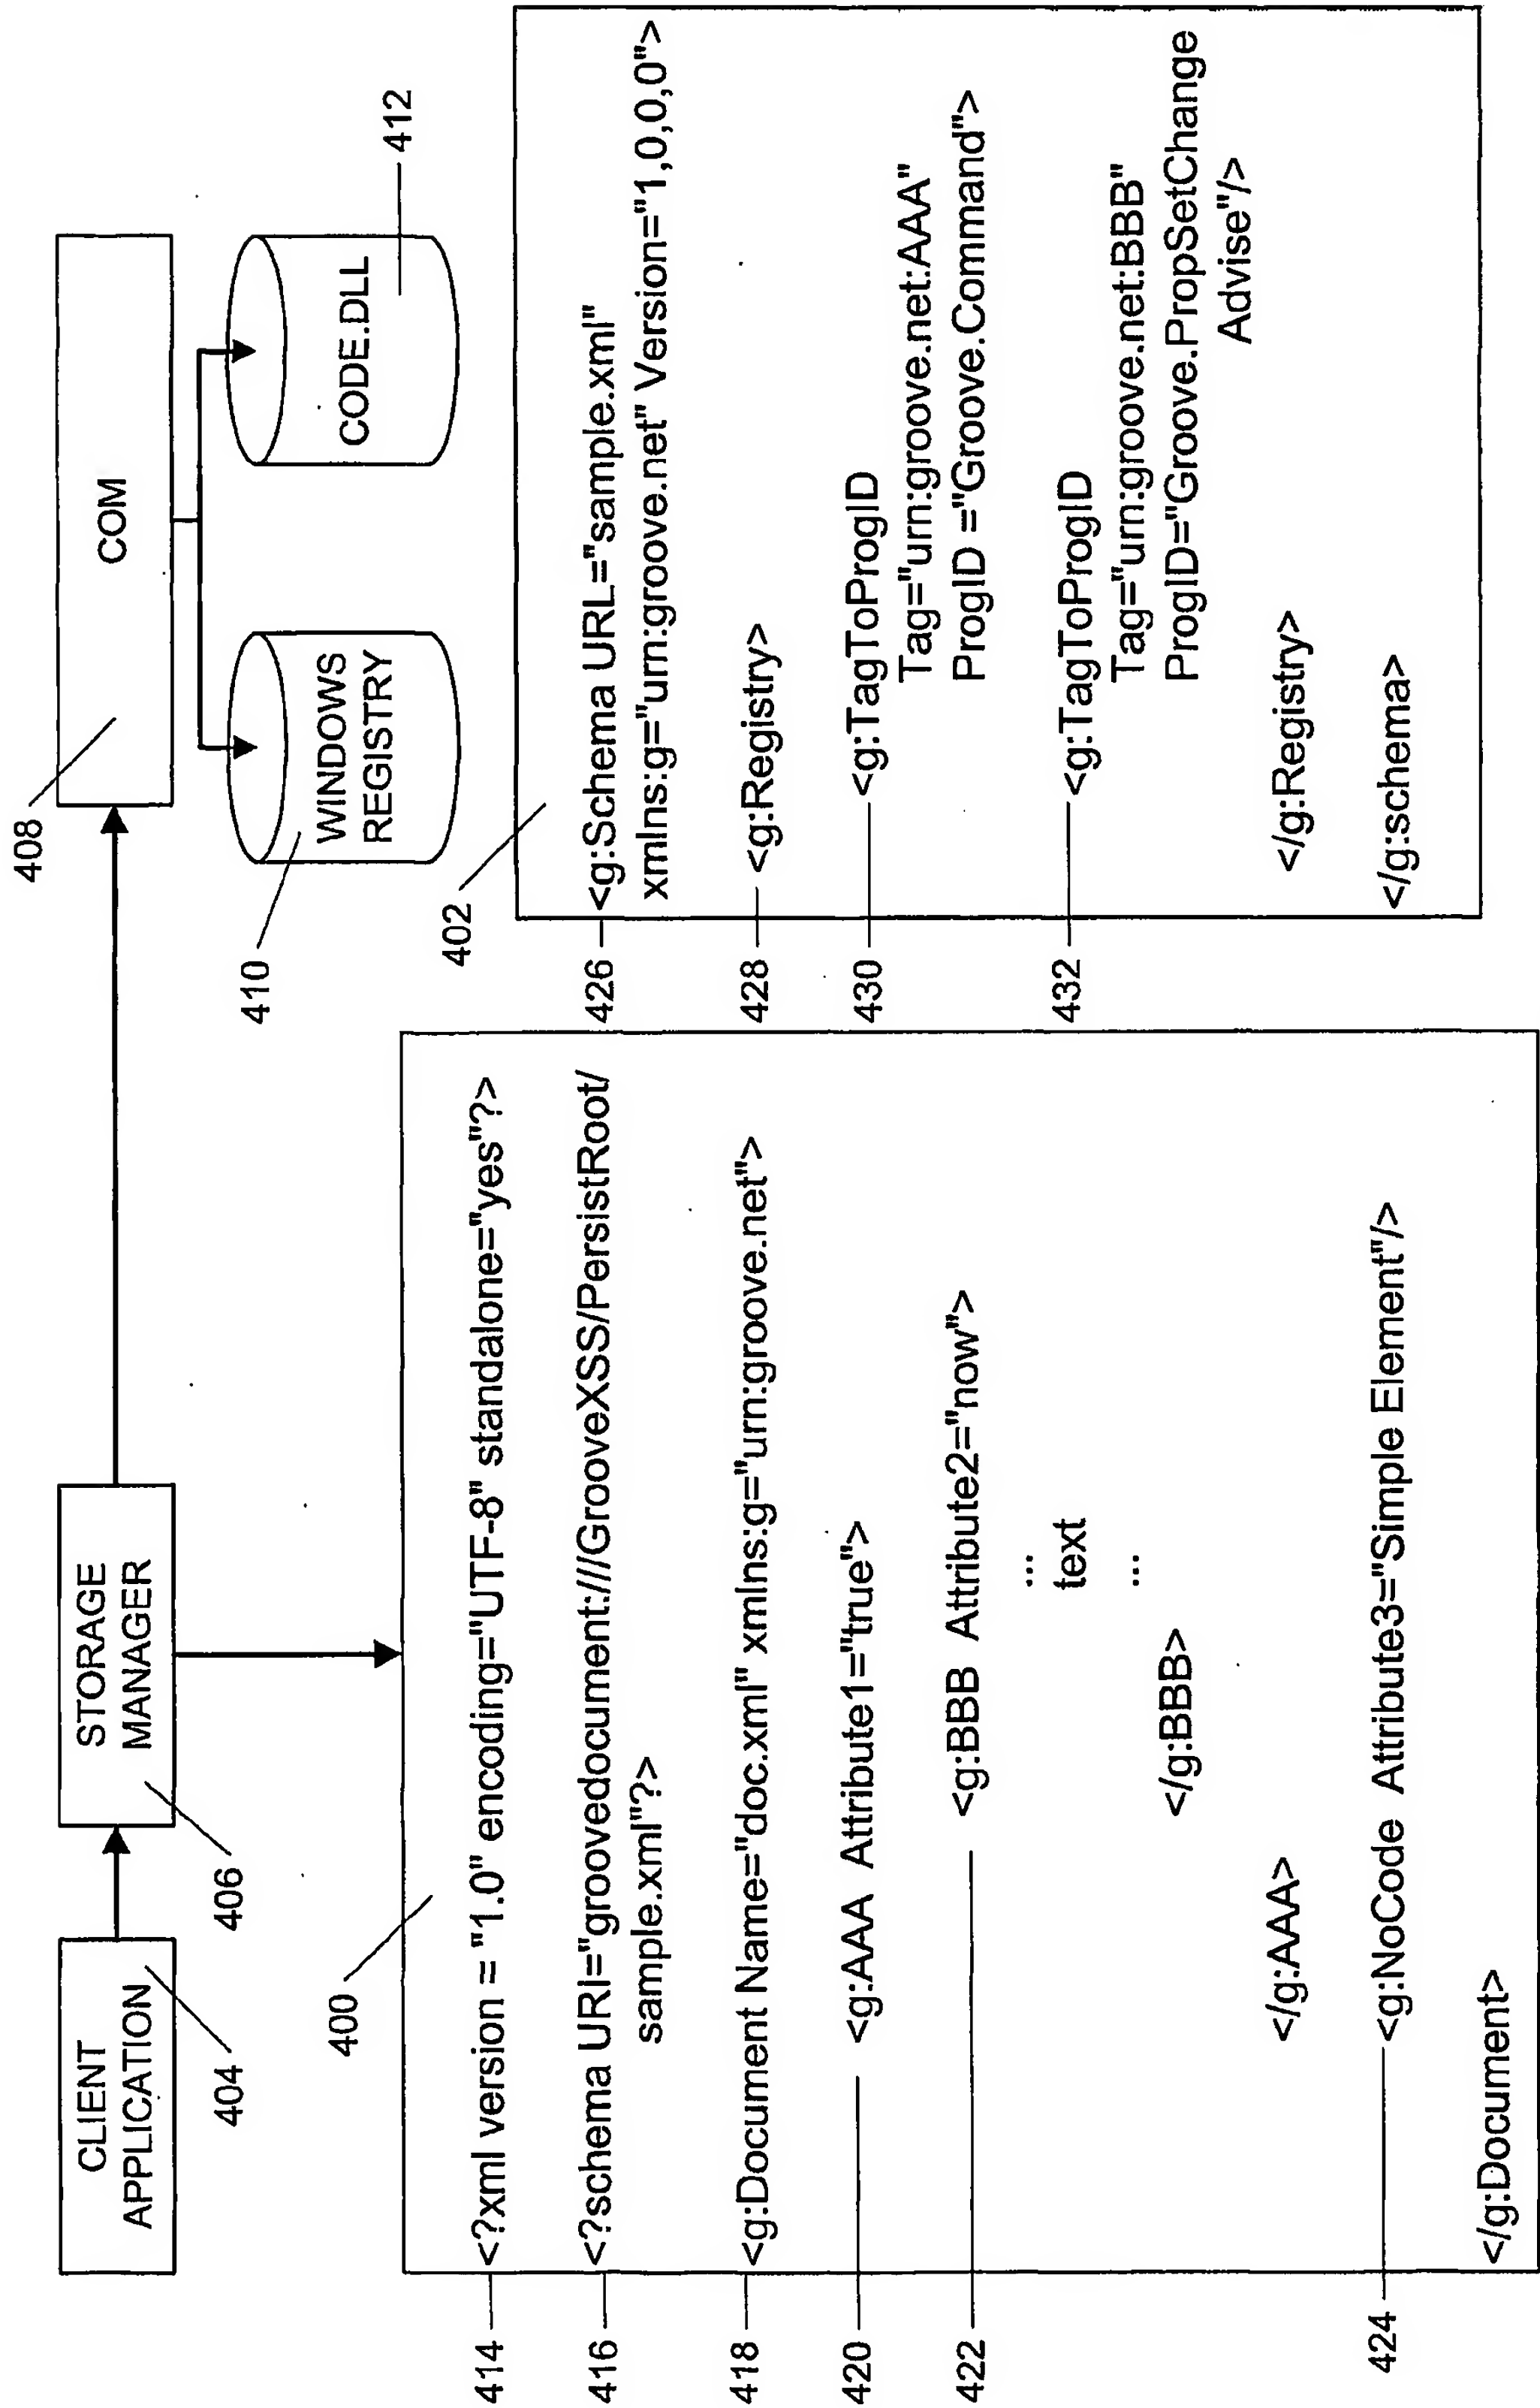 CLIENT
APPLICATION
404
STORAGE
MANAGER
406
COM
408
WINDOWS
REGISTRY
410
CODE.DLL
412
400
414
<?xml version = "1.0" encoding="UTF-8" standalone="yes"?>
416
<?schema URI="groovedocument:///GrooveXSS/PersistRoot/
sample.xml"?>
418
<g:Document Name="doc.xml" xmlns:g="urn:groove.net">
420
<g:AAA Attribute1="true">
422
<g:BBB Attribute2="now">
...
text
...
</g:BBB>
</g:AAA>
424
<g:NoCode Attribute3="Simple Element"/>
</g:Document>
402
426
<g:Schema URL="sample.xml"
xmlns:g="urn:groove.net" Version="1,0,0,0">
428
<g:Registry>
430
<g:TagToProgID
Tag="urn:groove.net:AAA"
ProgID ="Groove.Command">
432
<g:TagToProgID
Tag="urn:groove.net:BBB"
ProgID="Groove.PropSetChange
Advise"/>
</g:Registry>
</g:schema>